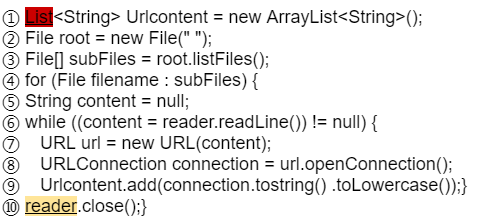 ① List<String> Urlcontent = new ArrayList<String>();
② File root = new File(" ");
③ File[] subFiles = root.listFiles();
④ for (File filename : subFiles) {
⑤ String content = null;
⑥ while ((content = reader.readLine()) != null) {
⑦ URL url = new URL(content);
⑧ URLConnection connection = url.openConnection();
⑨ Urlcontent.add(connection.tostring() .toLowercase());}
⑩ reader.close();}